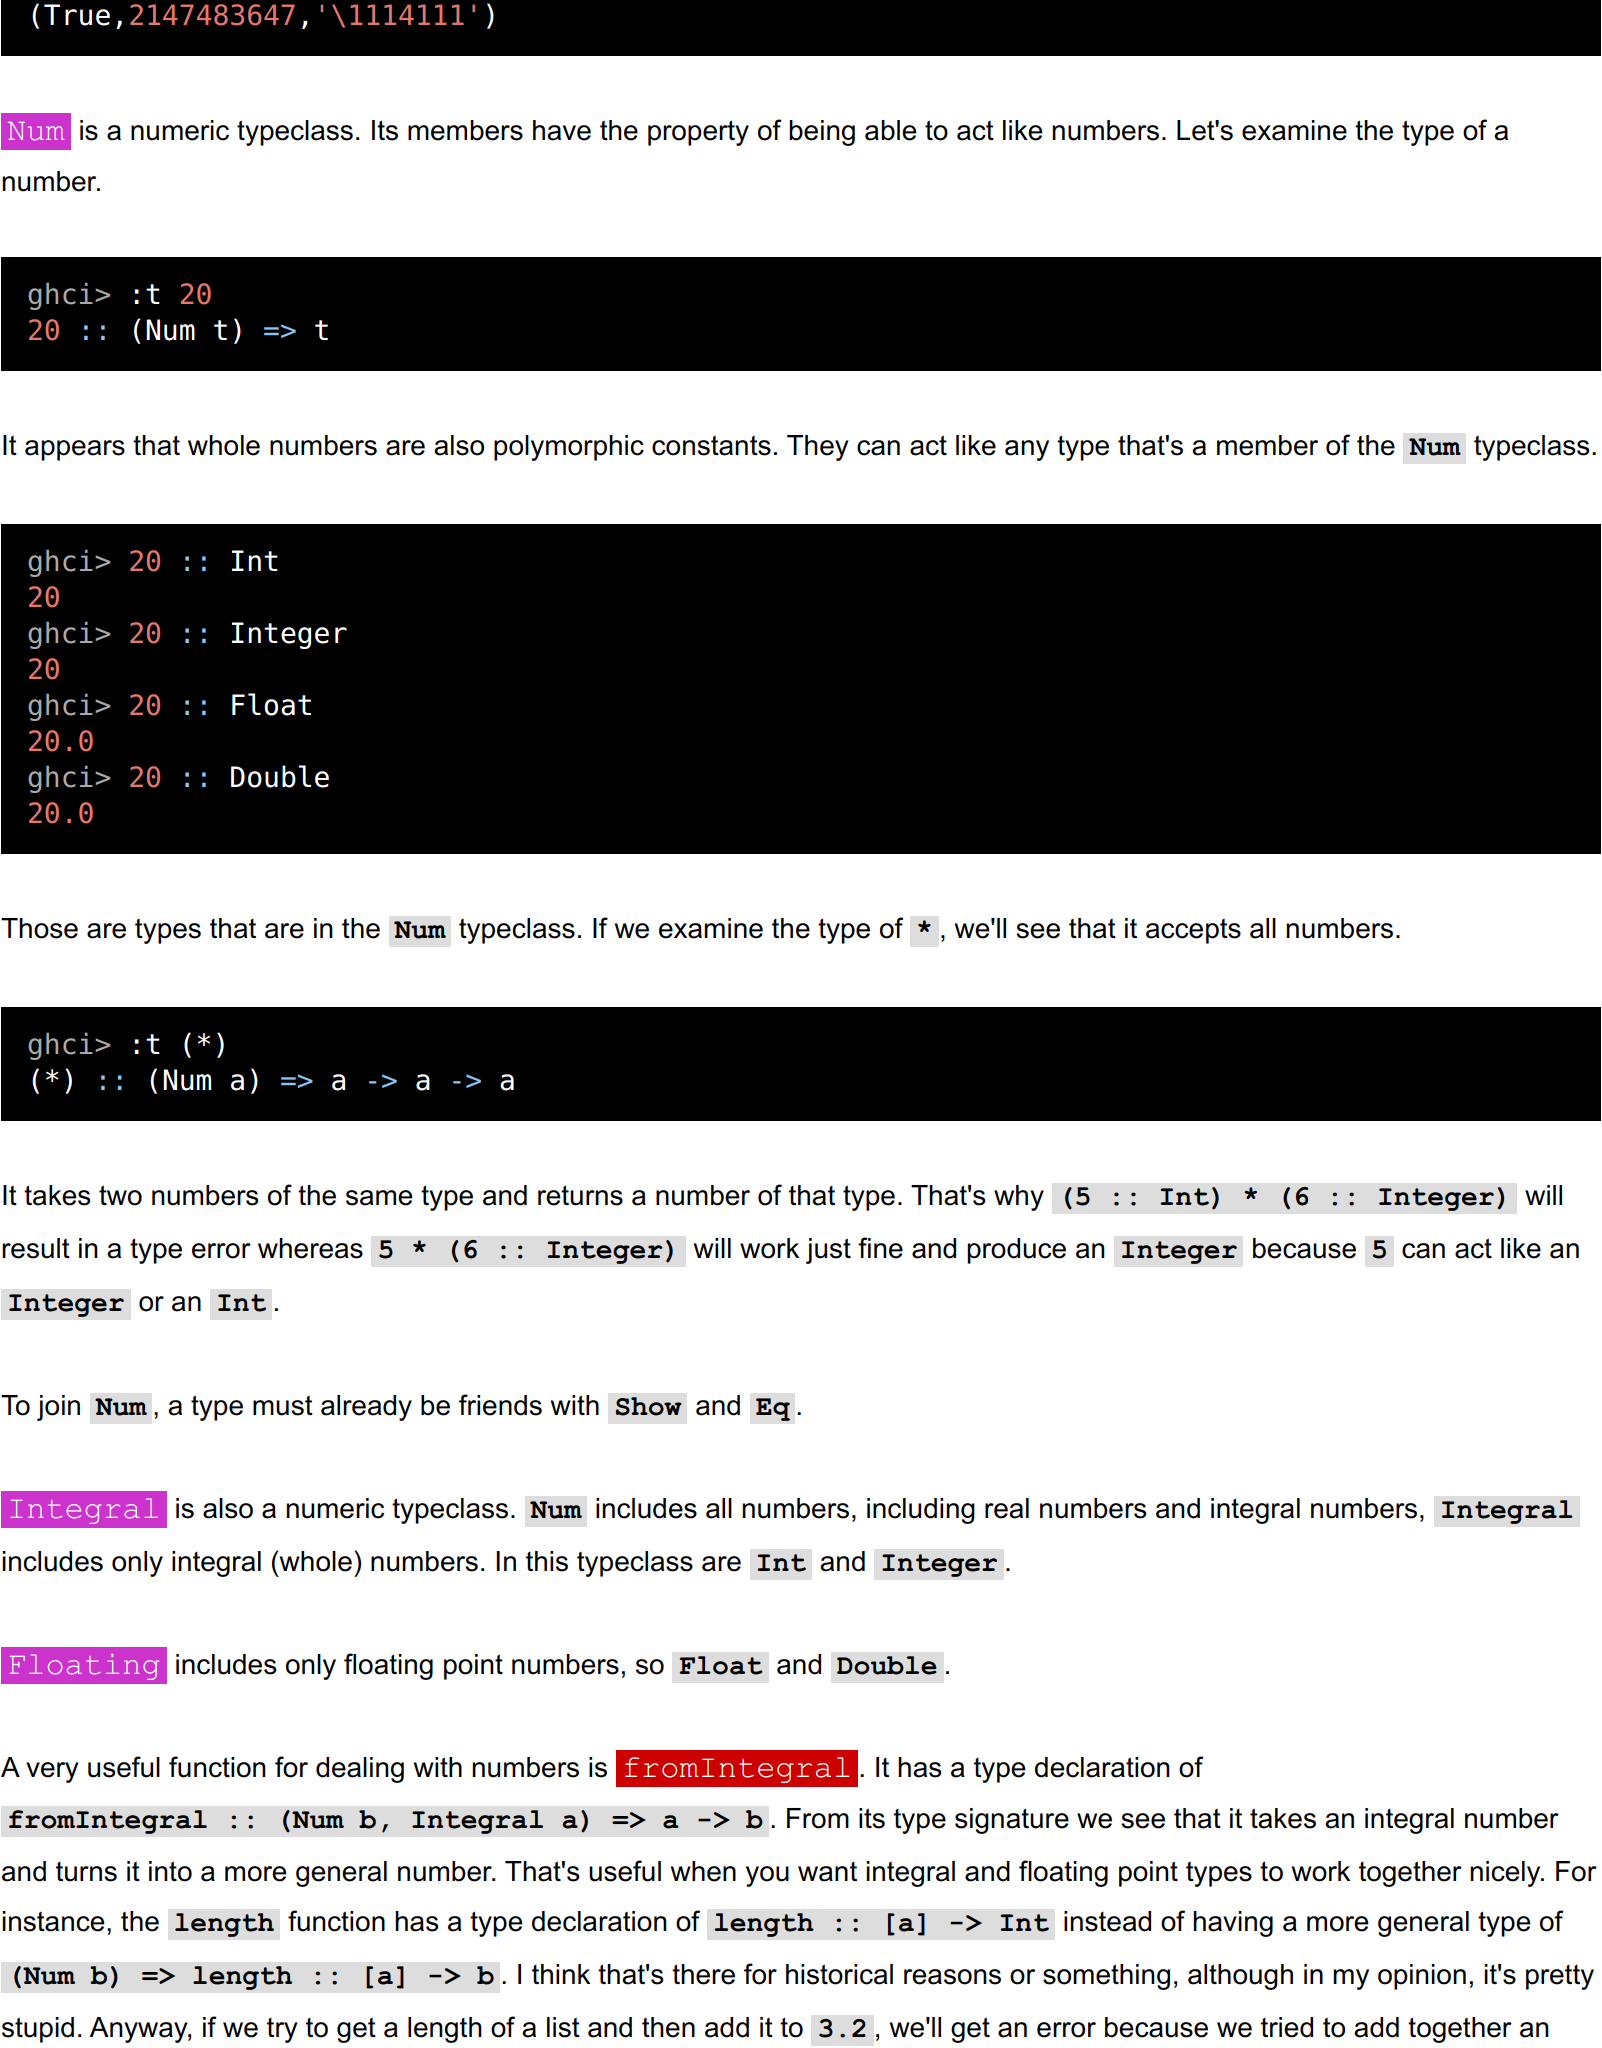 (True,2147483647,'\1114111')
Num is a numeric typeclass. Its members have the property of being able to act like numbers. Let's examine the type of a
number.
ghci> :t 20
20 :: (Num t) => t
It appears that whole numbers are also polymorphic constants. They can act like any type that's a member of the Num typeclass.
ghci> 20 :: Int
20
ghci> 20 :: Integer
20
ghci> 20 :: Float
20.0
ghci> 20 :: Double
20.0
Those are types that are in the Num typeclass. If we examine the type of *, we'll see that it accepts all numbers.
ghci> :t (*)
(*) :: (Num a) => a -> a -> a
It takes two numbers of the same type and returns a number of that type. That's why (5 :: Int) * (6 :: Integer) will
result in a type error whereas 5 * (6 :: Integer) will work just fine and produce an Integer because 5 can act like an
Integer or an Int.
To join Num, a type must already be friends with Show and Eq.
Integral is also a numeric typeclass. Num includes all numbers, including real numbers and integral numbers, Integral
includes only integral (whole) numbers. In this typeclass are Int and Integer.
Floating includes only floating point numbers, so Float and Double.
A very useful function for dealing with numbers is fromIntegral. It has a type declaration of
fromIntegral :: (Num b, Integral a) => a -> b. From its type signature we see that it takes an integral number
and turns it into a more general number. That's useful when you want integral and floating point types to work together nicely. For
instance, the length function has a type declaration of length :: [a] -> Int instead of having a more general type of
(Num b) => length :: [a] -> b. I think that's there for historical reasons or something, although in my opinion, it's pretty
stupid. Anyway, if we try to get a length of a list and then add it to 3.2, we'll get an error because we tried to add together an